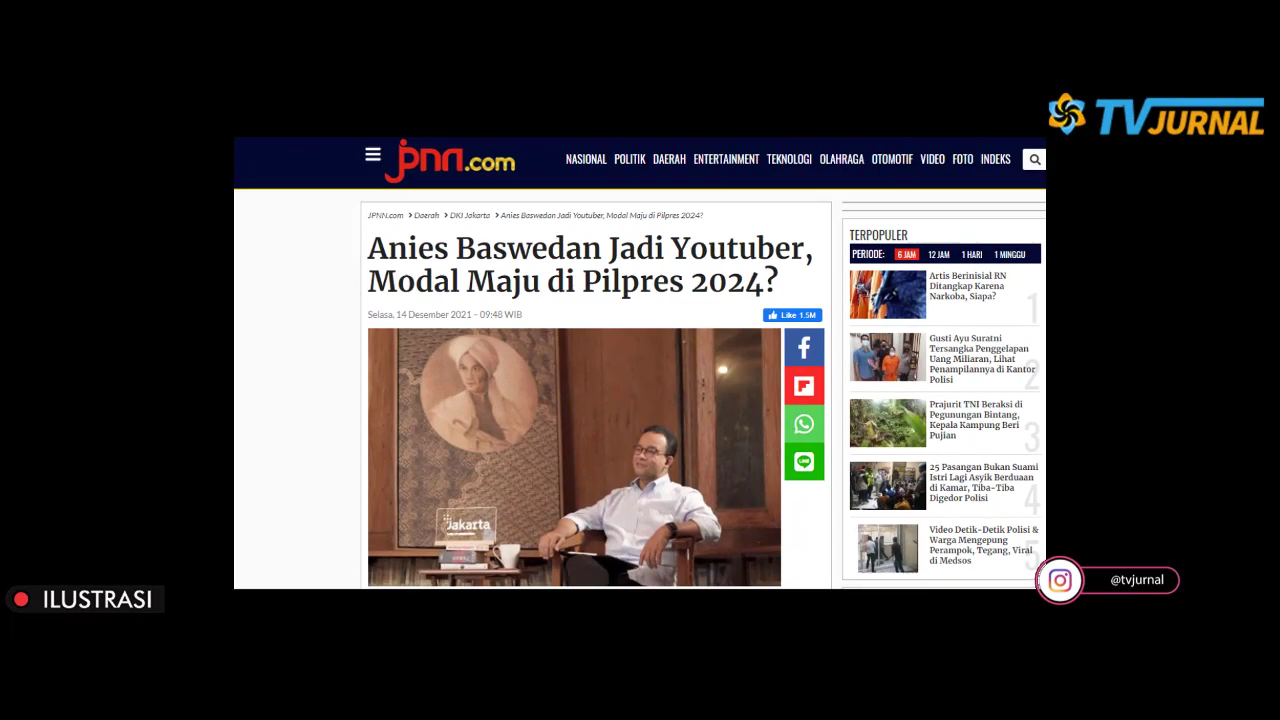 TVJURNAL
jpnn.com
NASIONAL POLITIK DAERAH ENTERTAINMENT TEKNOLOGI OLAHRAGA OTOMOTIF VIDEO FOTO INDEKS
JPNN.com > Daerah > DKI Jakarta > Anies Baswedan Jadi Youtuber, Modal Maju di Pilpres 2024?
Anies Baswedan Jadi Youtuber,
Modal Maju di Pilpres 2024?
Selasa, 14 Desember 2021 – 09:48 WIB
Like 1.5M
Jakarta
LINE
TERPOPULER
PERIODE: 6 JAM 12 JAM 1 HARI 1 MINGGU
Artis Berinisial RN
Ditangkap Karena
Narkoba, Siapa?
1
Gusti Ayu Suratni
Tersangka Penggelapan
Uang Miliaran, Lihat
Penampilannya di Kantor
Polisi
2
Prajurit TNI Beraksi di
Pegunungan Bintang,
Kepala Kampung Beri
Pujian
3
25 Pasangan Bukan Suami
Istri Lagi Asyik Berduaan
di Kamar, Tiba-Tiba
Digedor Polisi
4
Video Detik-Detik Polisi &
Warga Mengepung
Perampok, Tegang, Viral
di Medsos
5
@tvjurnal
ILUSTRASI